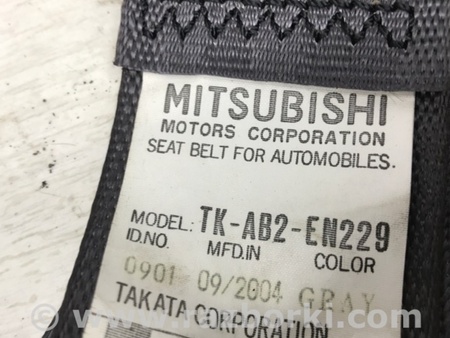 MITSUBISHI
MOTORS CORPORATION
SEAT BELT FOR AUTOMOBILES.
MODEL: TK-AB2-EN229
ID.NO. MFD.IN COLOR
0901 09/2004 GRAY
TAKATA CORPORATION